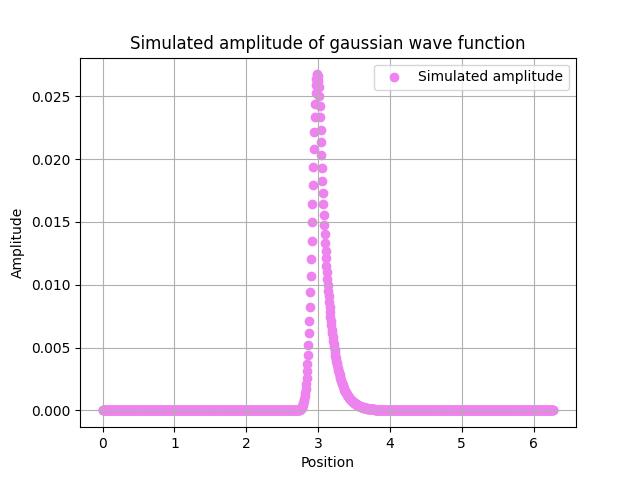 Simulated amplitude of gaussian wave function
Simulated amplitude
0.025
0.020
0.015
0.010
0.005
0.000
Amplitude
0 1 2 3 4 5 6
Position